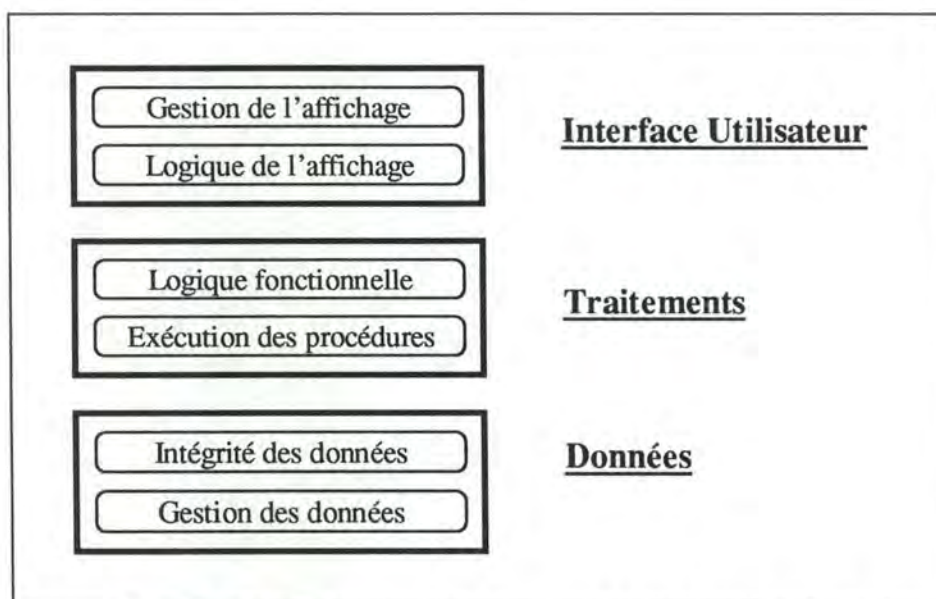 Gestion de l'affichage
Logique de l'affichage
Interface Utilisateur
Logique fonctionnelle
Exécution des procédures
Traitements
Intégrité des données
Gestion des données
Données